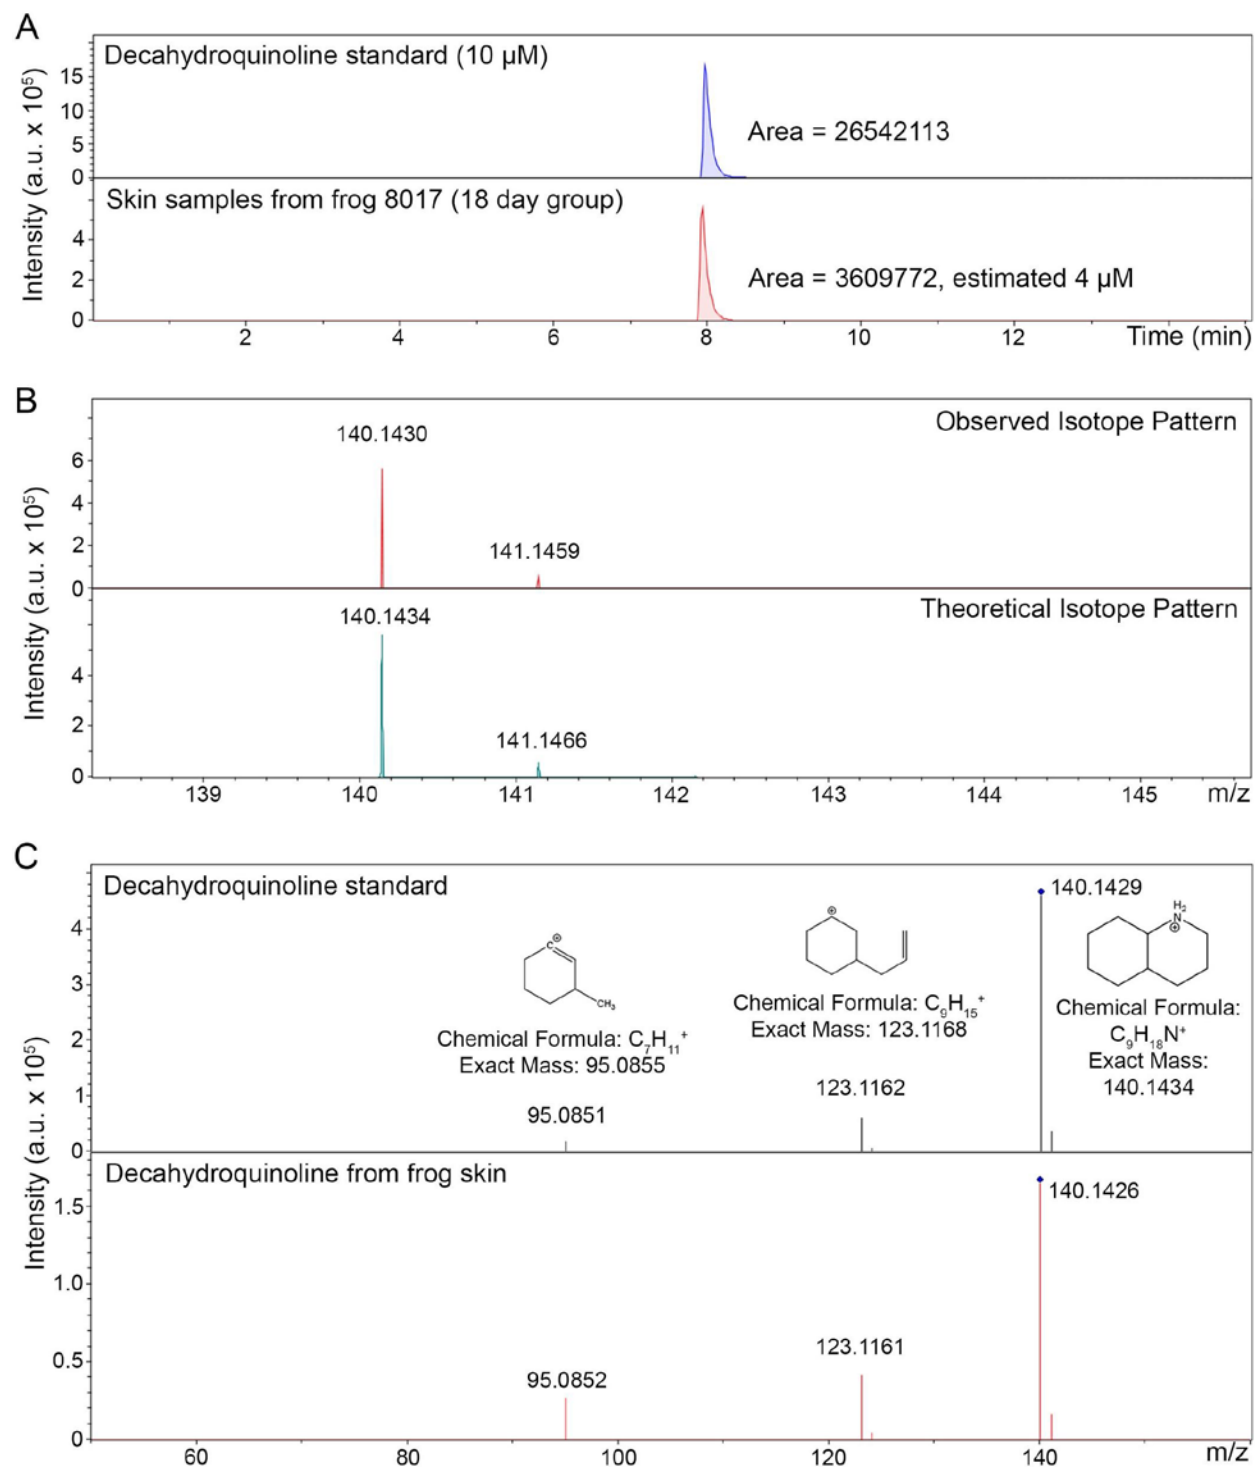 A
Decahydroquinoline standard (10 µM)
Area = 26542113
15
10
5
0
Skin samples from frog 8017 (18 day group)
Area = 3609772, estimated 4 µM
4
2
0
Intensity (a.u. x 10⁵)
2 4 6 8 10 12 Time (min)
B
Observed Isotope Pattern
140.1430
141.1459
6
4
2
0
Theoretical Isotope Pattern
140.1434
141.1466
4
2
0
Intensity (a.u. x 10⁵)
139 140 141 142 143 144 145 m/z
C
Decahydroquinoline standard
140.1429
H₂
N
⊕
⊕
C
⊕
CH₃
Chemical Formula: C₇H₁₁⁺
Exact Mass: 95.0855
Chemical Formula: C₉H₁₅⁺
Exact Mass: 123.1168
Chemical Formula:
C₉H₁₈N⁺
Exact Mass:
140.1434
95.0851
123.1162
4
3
2
1
0
Decahydroquinoline from frog skin
140.1426
123.1161
95.0852
1.5
1.0
0.5
0
Intensity (a.u. x 10⁵)
60 80 100 120 140 m/z